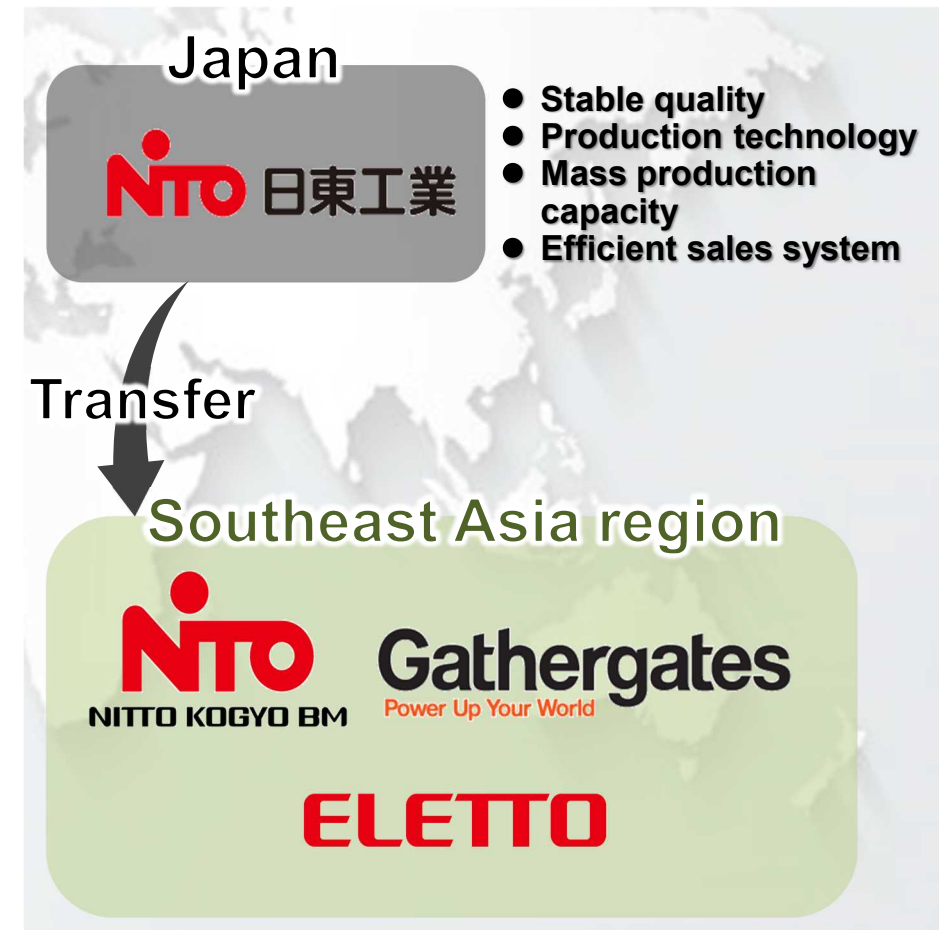 Japan
NITO 日東工業
● Stable quality
● Production technology
● Mass production
capacity
● Efficient sales system
Transfer
Southeast Asia region
NITO
NITTO KOGYO BM
Gathergates
Power Up Your World
ELETTO